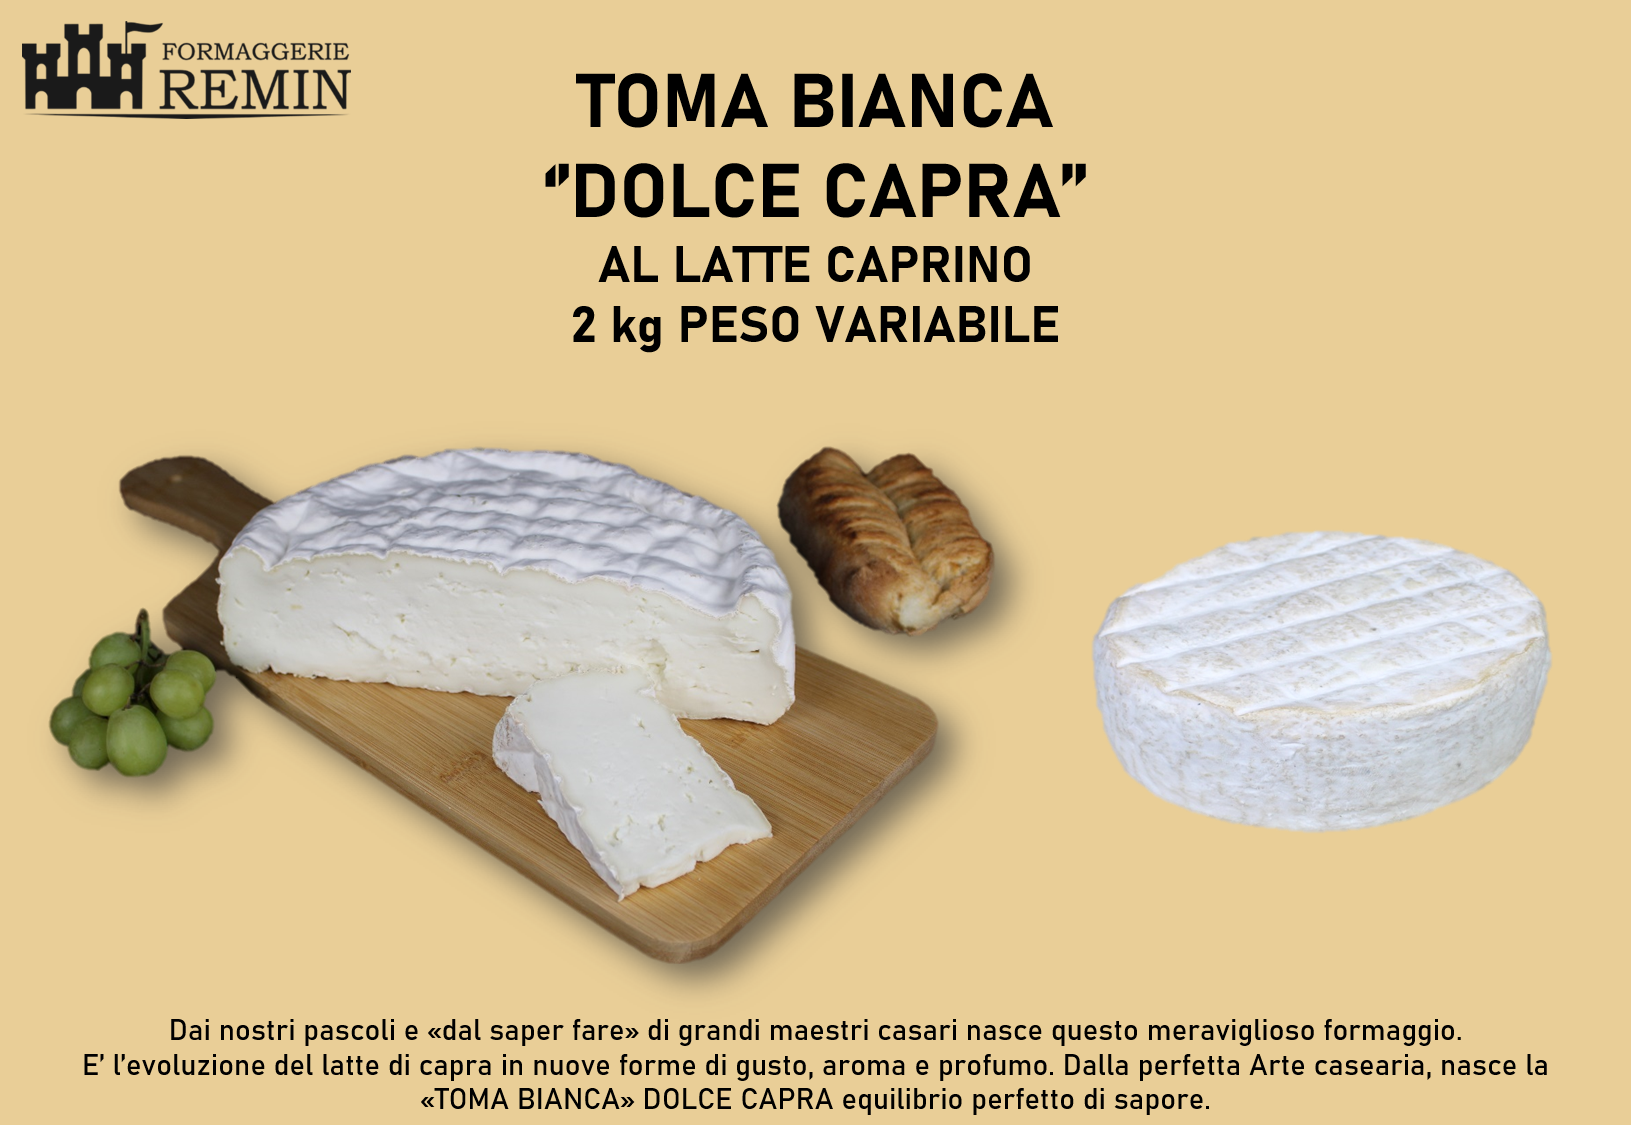 FORMAGGERIE
REMIN
TOMA BIANCA
‘’DOLCE CAPRA’’
AL LATTE CAPRINO
2 kg PESO VARIABILE
Dai nostri pascoli e «dal saper fare» di grandi maestri casari nasce questo meraviglioso formaggio.
E’ l’evoluzione del latte di capra in nuove forme di gusto, aroma e profumo. Dalla perfetta Arte casearia, nasce la
«TOMA BIANCA» DOLCE CAPRA equilibrio perfetto di sapore.